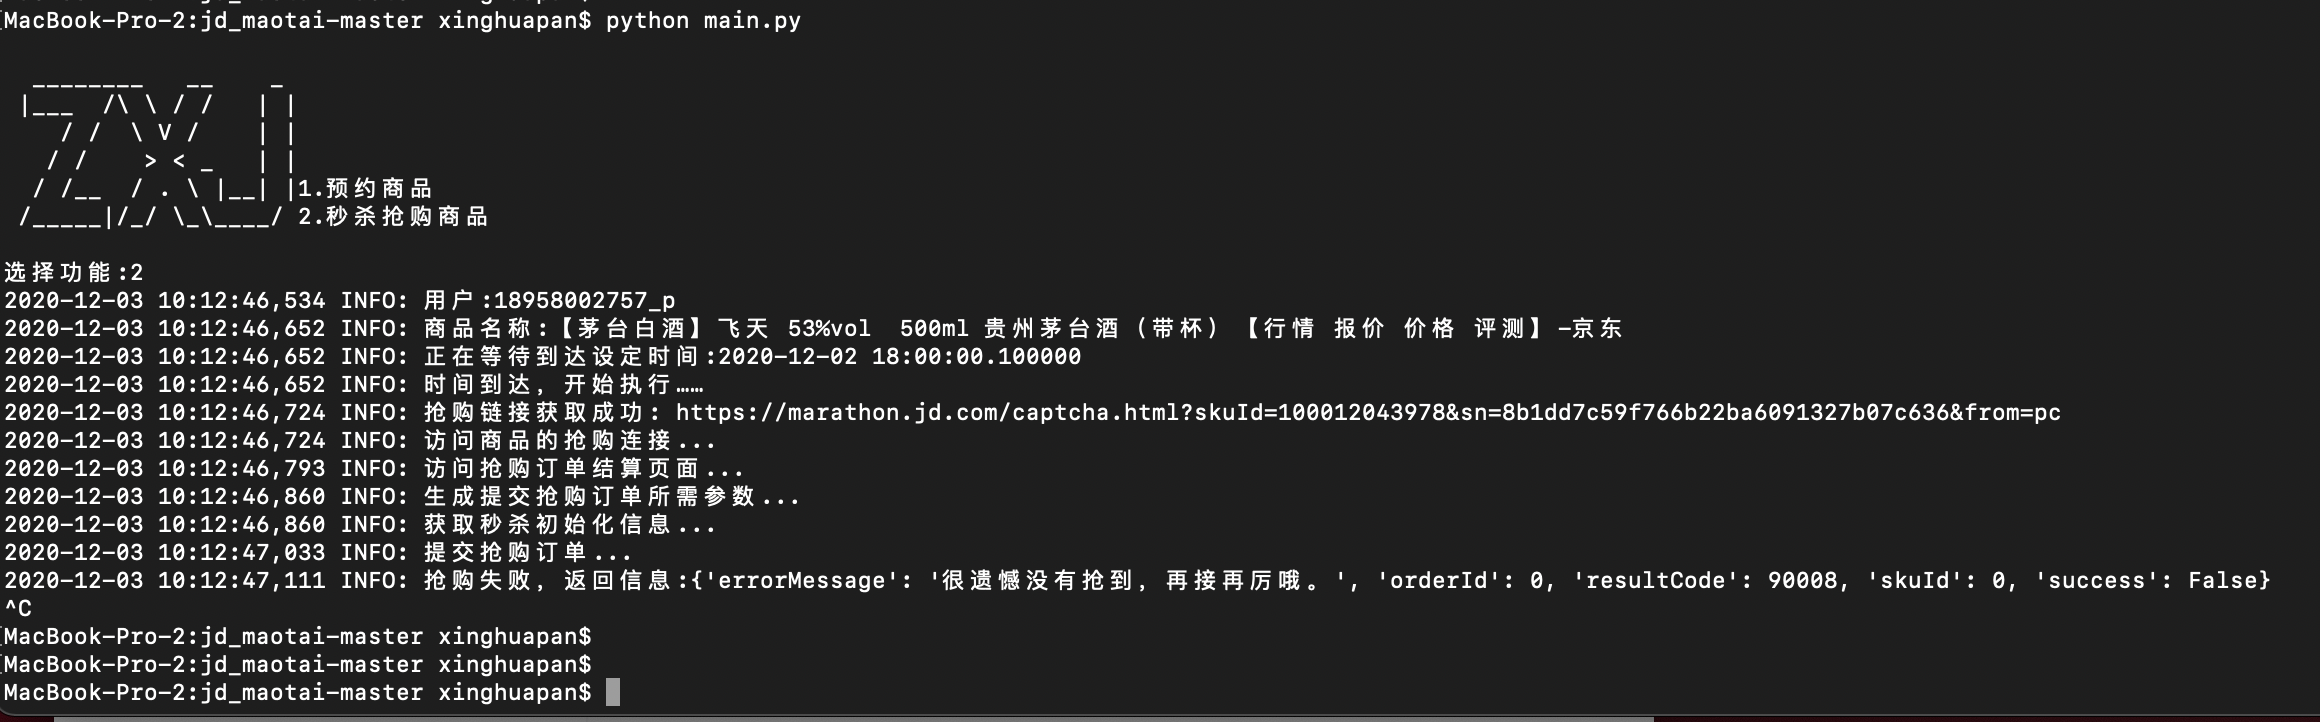 MacBook-Pro-2:jd_maotai-master xinghuapan$ python main.py
  ________   __    _
 |___  /\ \ / /   | |
    / /  \ V /    | |
   / /    > < _   | |
  / /__  / . \ |__| |1.预约商品
 /_____|/_/ \_\____/ 2.秒杀抢购商品
选择功能:2
2020-12-03 10:12:46,534 INFO: 用户:18958002757_p
2020-12-03 10:12:46,652 INFO: 商品名称:【茅台白酒】飞天 53%vol  500ml 贵州茅台酒（带杯）【行情 报价 价格 评测】-京东
2020-12-03 10:12:46,652 INFO: 正在等待到达设定时间:2020-12-02 18:00:00.100000
2020-12-03 10:12:46,652 INFO: 时间到达，开始执行……
2020-12-03 10:12:46,724 INFO: 抢购链接获取成功: https://marathon.jd.com/captcha.html?skuId=100012043978&sn=8b1dd7c59f766b22ba6091327b07c636&from=pc
2020-12-03 10:12:46,724 INFO: 访问商品的抢购连接...
2020-12-03 10:12:46,793 INFO: 访问抢购订单结算页面...
2020-12-03 10:12:46,860 INFO: 生成提交抢购订单所需参数...
2020-12-03 10:12:46,860 INFO: 获取秒杀初始化信息...
2020-12-03 10:12:47,033 INFO: 提交抢购订单...
2020-12-03 10:12:47,111 INFO: 抢购失败，返回信息:{'errorMessage': '很遗憾没有抢到，再接再厉哦。', 'orderId': 0, 'resultCode': 90008, 'skuId': 0, 'success': False}
^C
MacBook-Pro-2:jd_maotai-master xinghuapan$
MacBook-Pro-2:jd_maotai-master xinghuapan$
MacBook-Pro-2:jd_maotai-master xinghuapan$